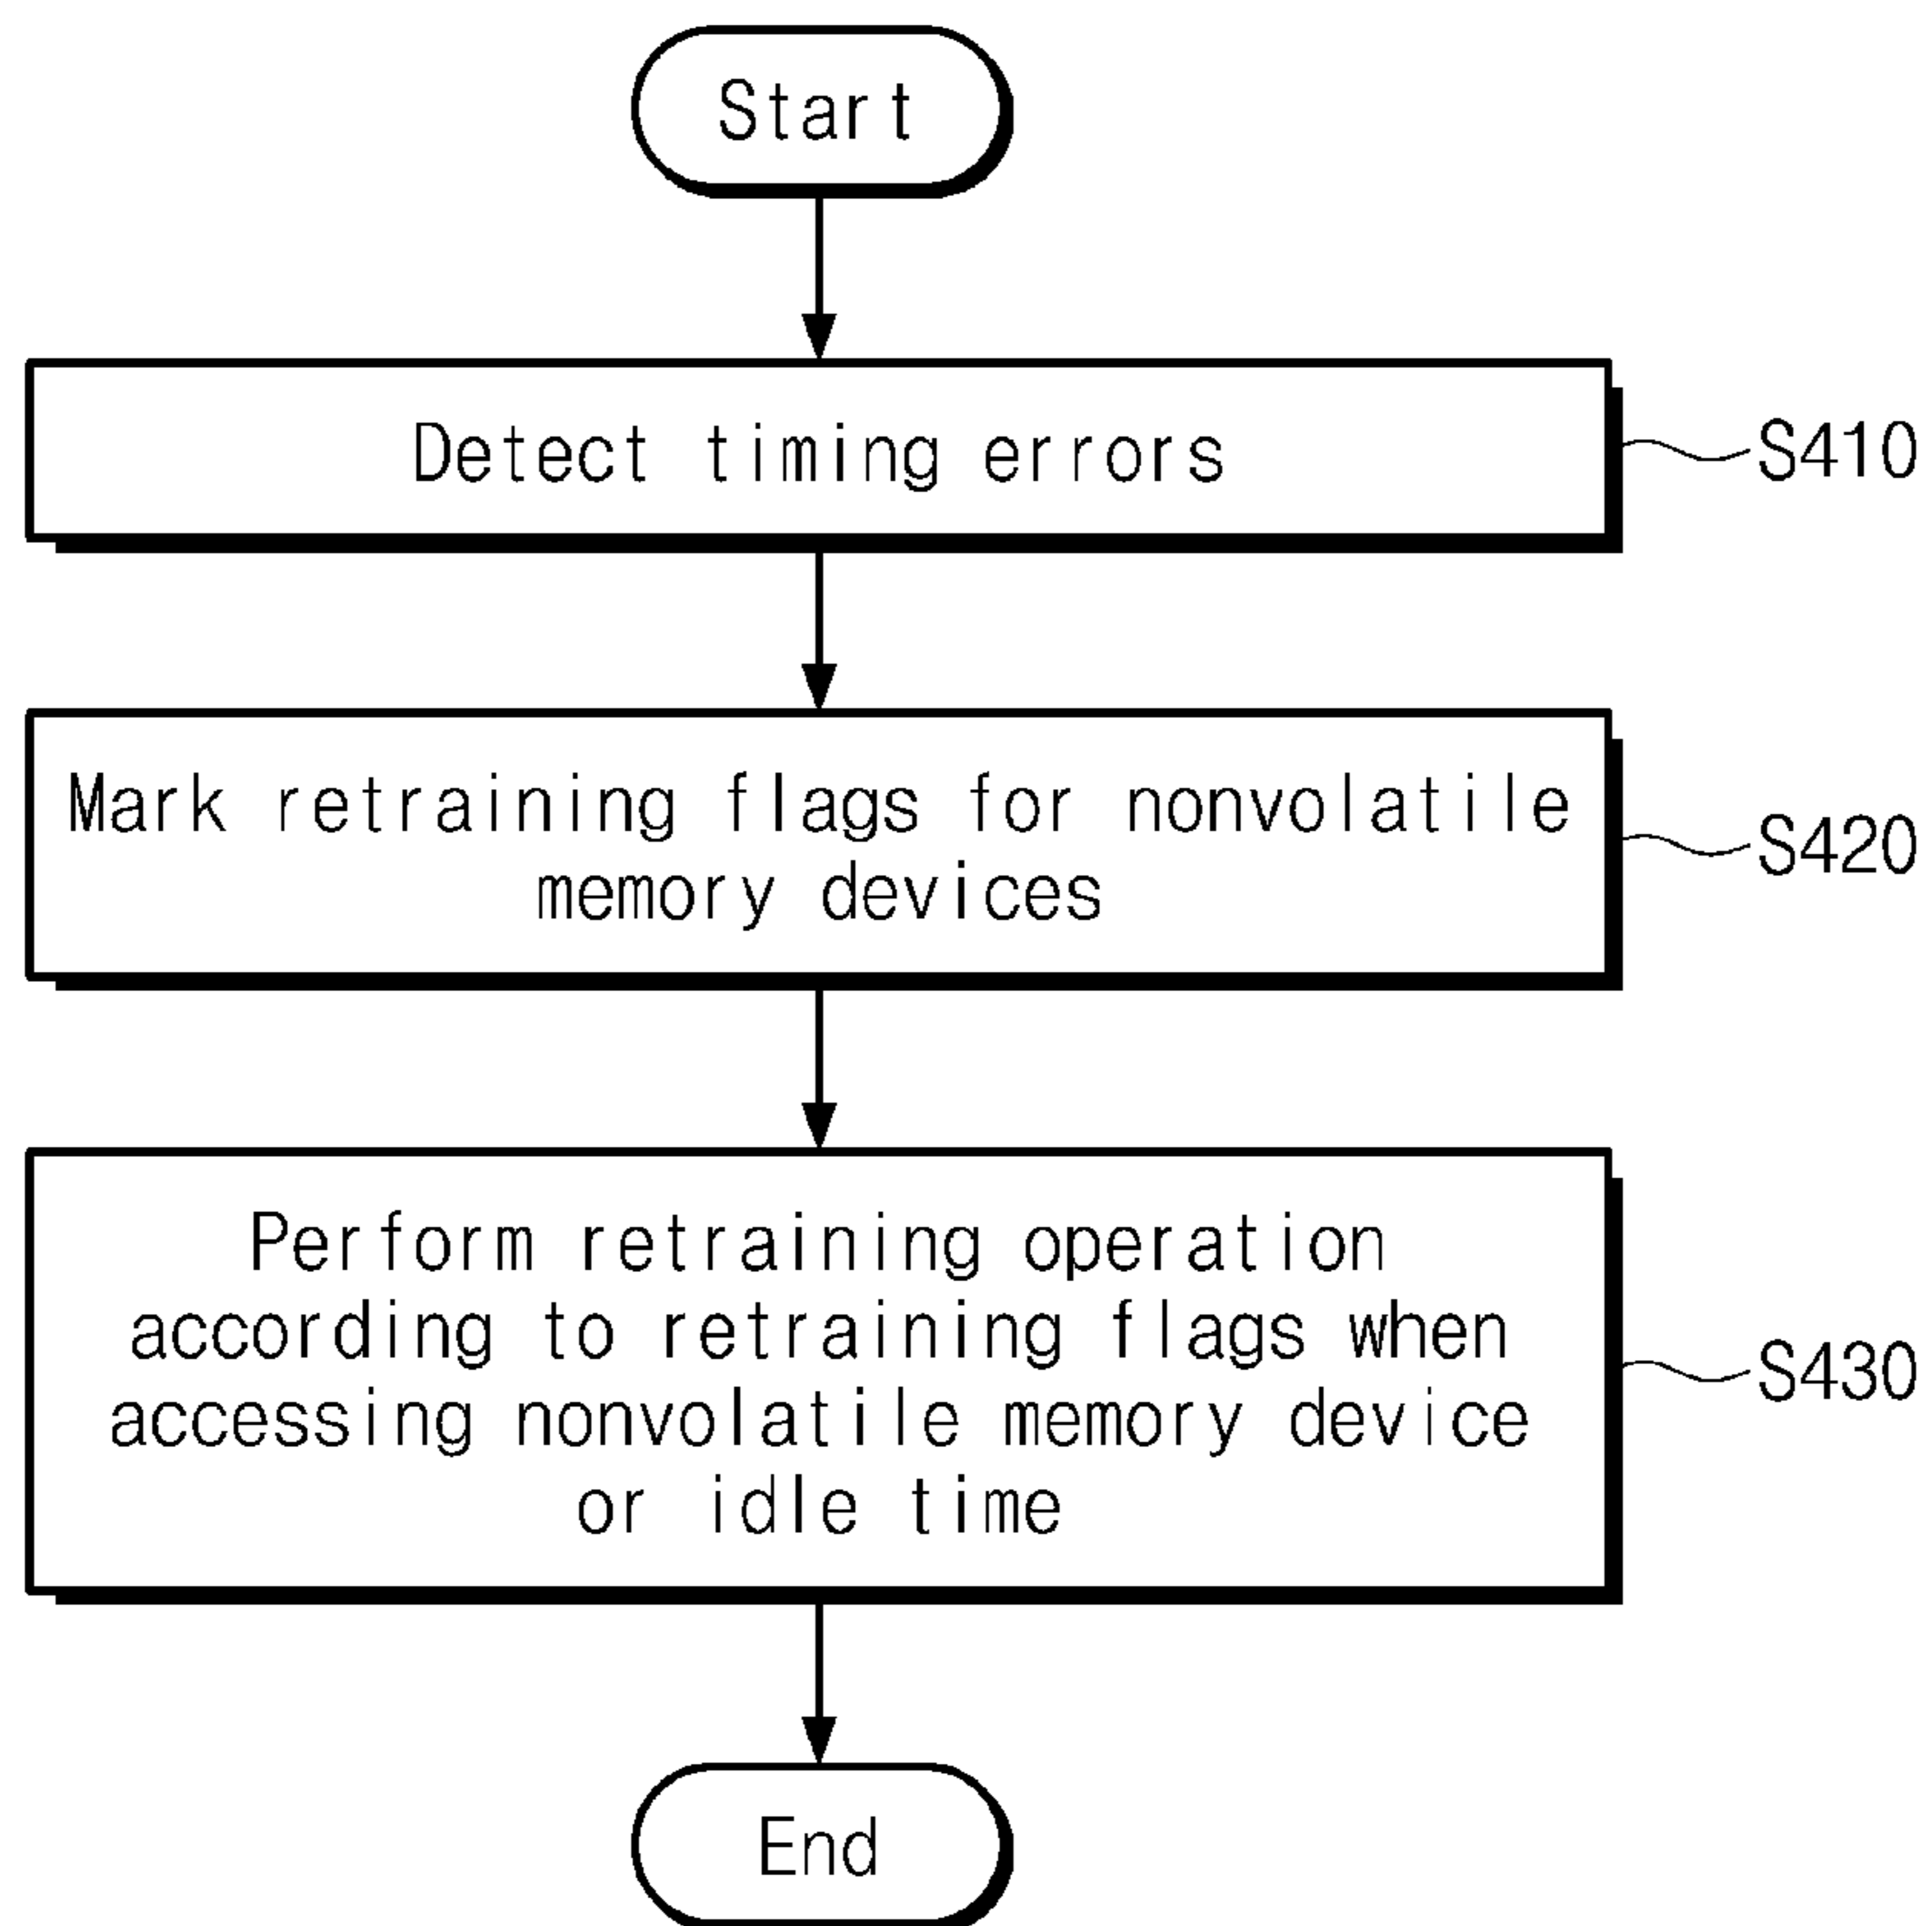 Start
Detect timing errors
S410
Mark retraining flags for nonvolatile
memory devices
S420
Perform retraining operation
according to retraining flags when
accessing nonvolatile memory device
or idle time
S430
End